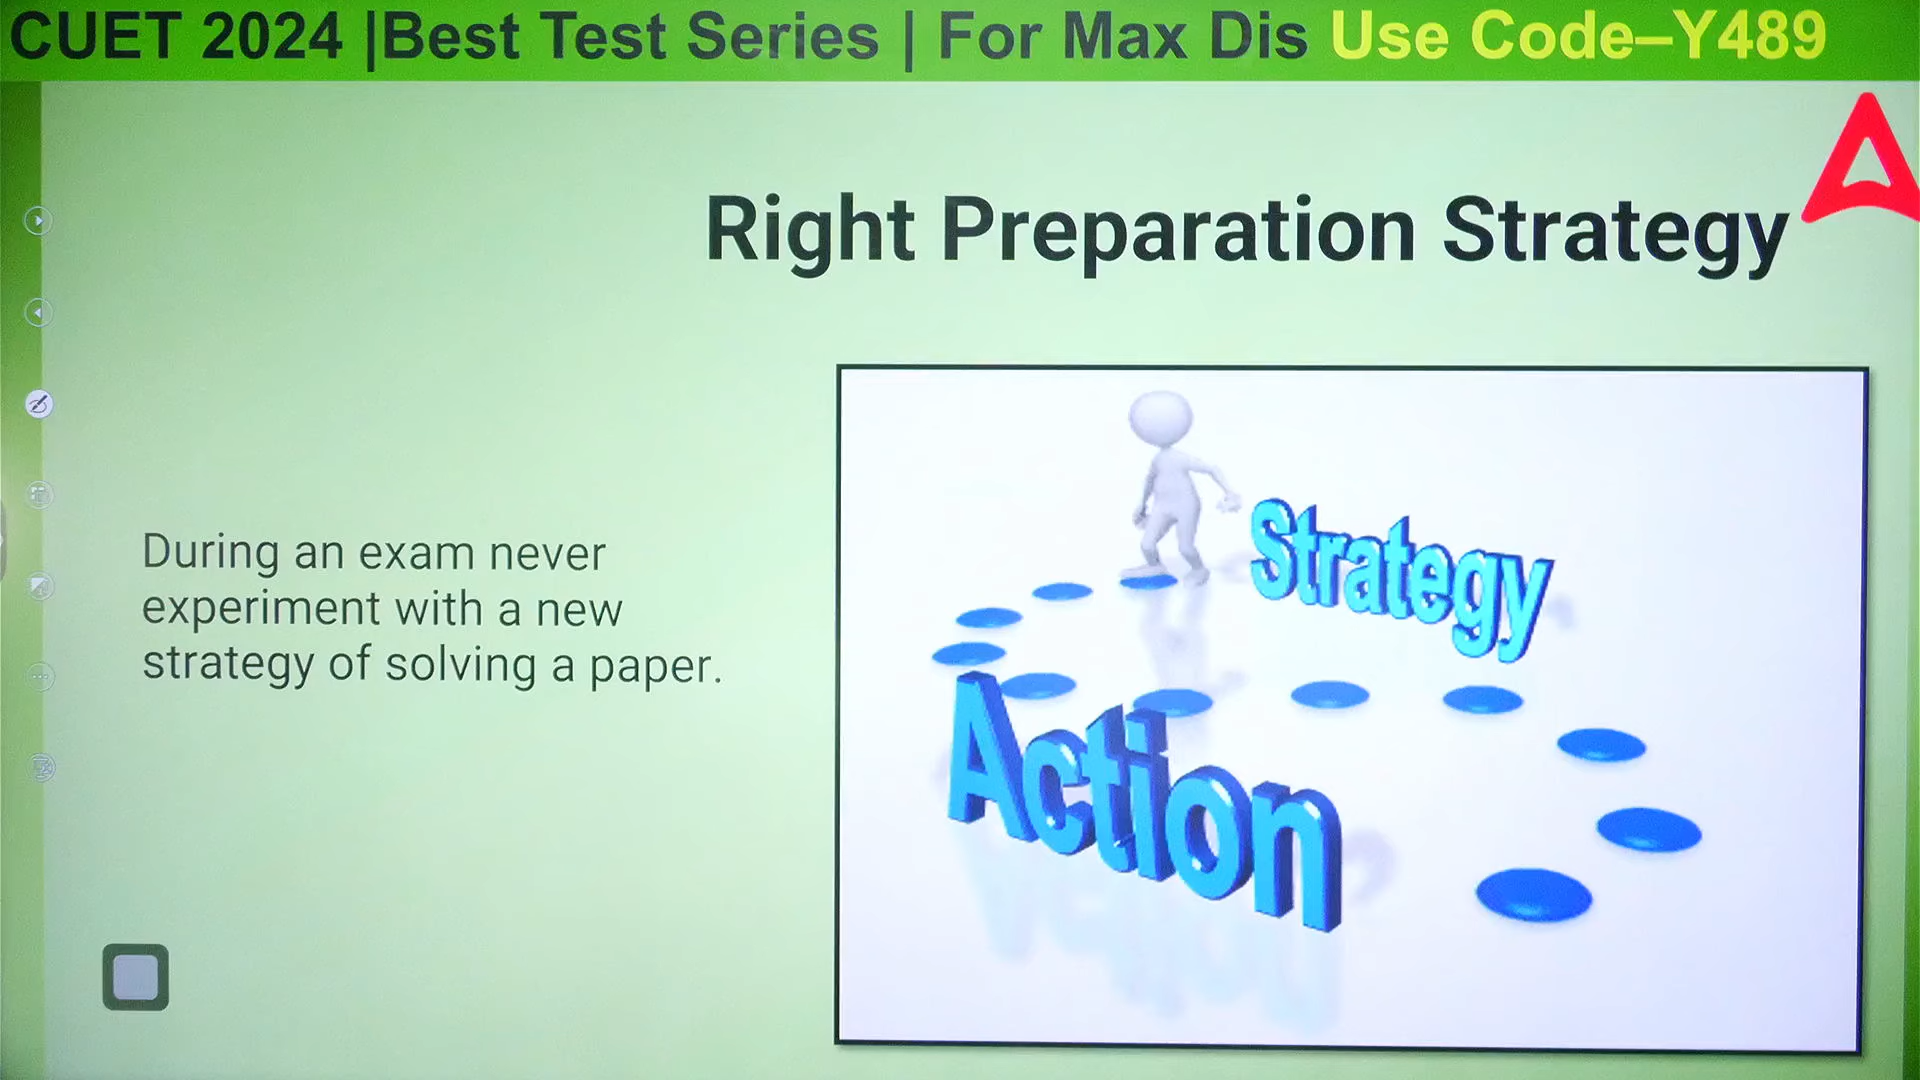 CUET 2024 |Best Test Series | For Max Dis Use Code–Y489
Right Preparation Strategy
During an exam never
experiment with a new
strategy of solving a paper.
Strategy
Action